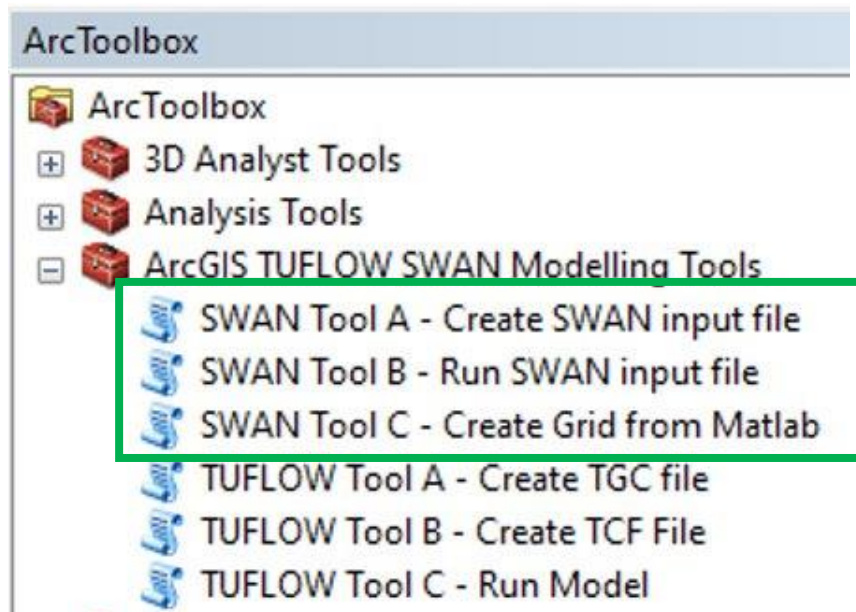 ArcToolbox
ArcToolbox
3D Analyst Tools
Analysis Tools
ArcGIS TUFLOW SWAN Modelling Tools
SWAN Tool A - Create SWAN input file
SWAN Tool B - Run SWAN input file
SWAN Tool C - Create Grid from Matlab
TUFLOW Tool A - Create TGC file
TUFLOW Tool B - Create TCF File
TUFLOW Tool C - Run Model